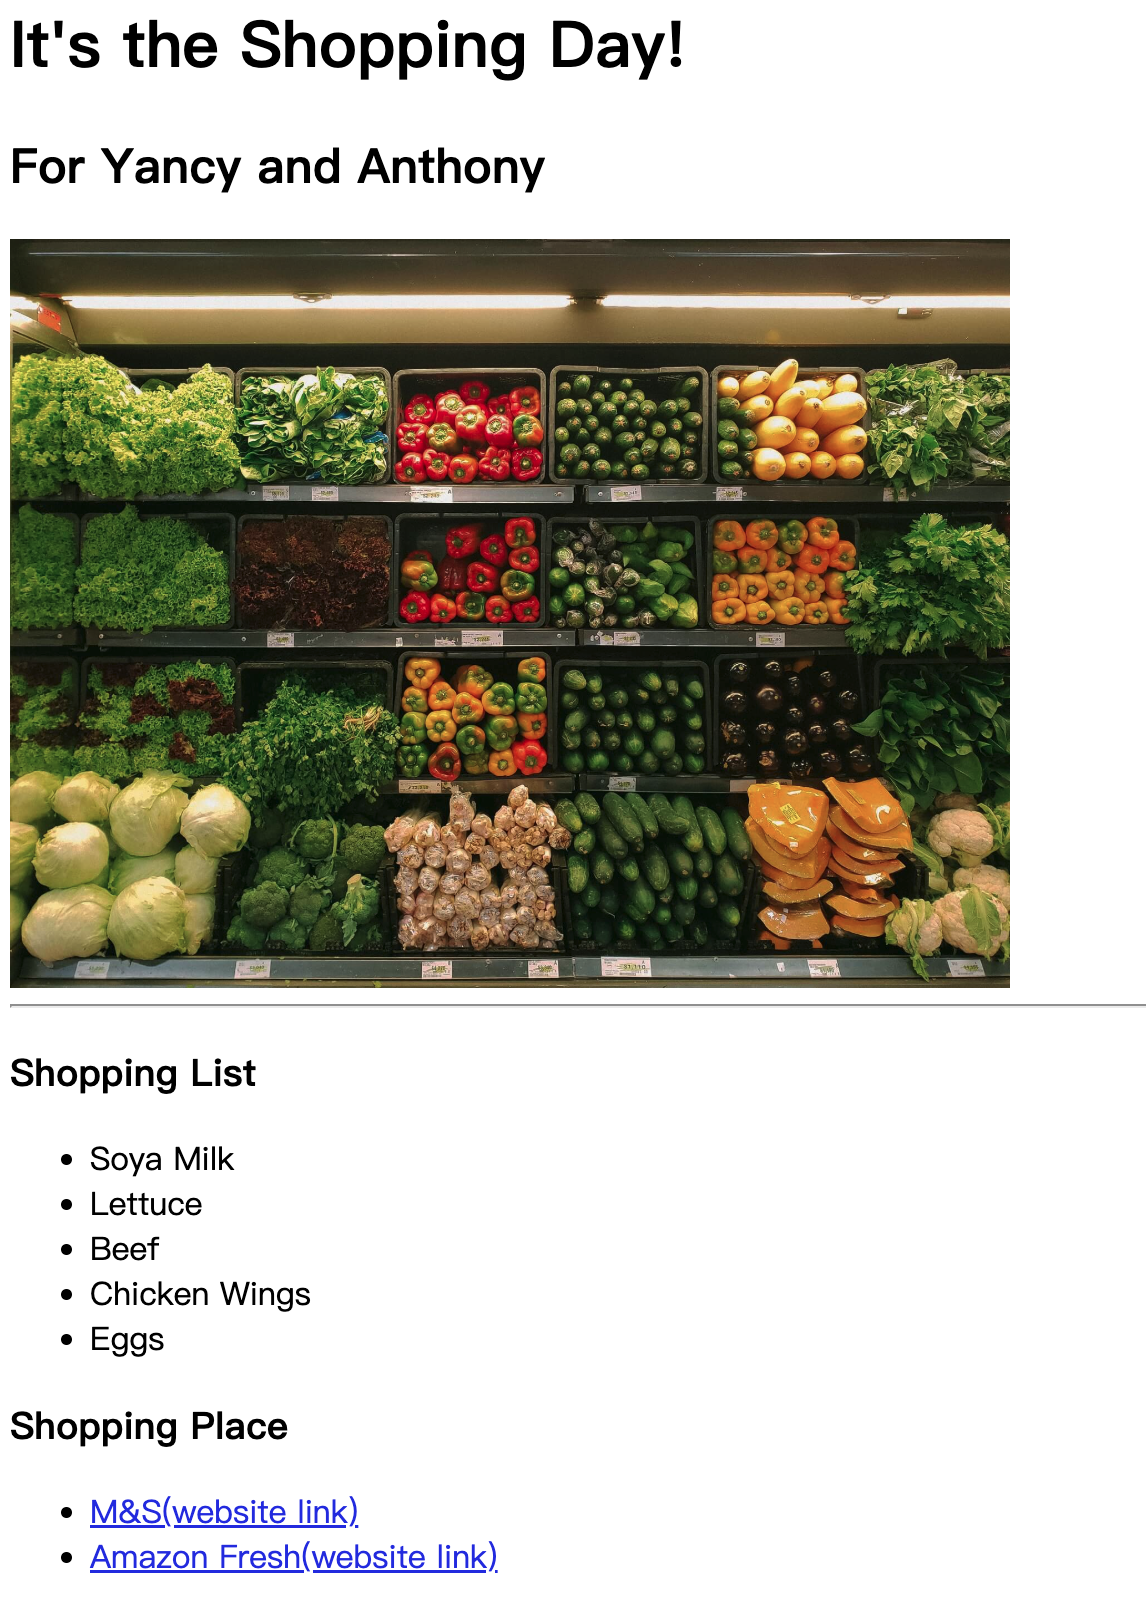 It's the Shopping Day!
For Yancy and Anthony
Shopping List
Soya Milk
Lettuce
Beef
Chicken Wings
Eggs
Shopping Place
M&S(website link)
Amazon Fresh(website link)